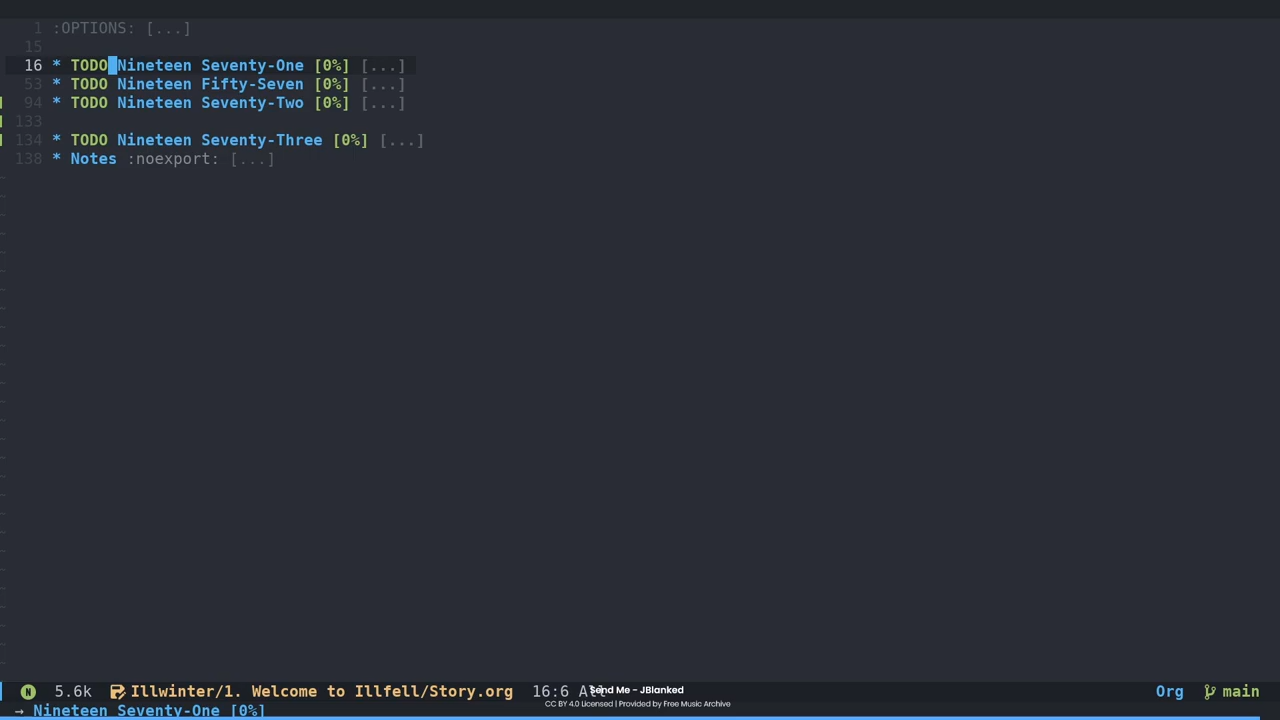 1 :OPTIONS: [...]
15
16 * TODO Nineteen Seventy-One [0%] [...]
53 * TODO Nineteen Fifty-Seven [0%] [...]
94 * TODO Nineteen Seventy-Two [0%] [...]
133
134 * TODO Nineteen Seventy-Three [0%] [...]
138 * Notes :noexport: [...]
N 5.6k Illwinter/1. Welcome to Illfell/Story.org 16:6 All Org main
Send Me - JBlanked
CC BY 4.0 Licensed | Provided by Free Music Archive
→ Nineteen Seventy-One [0%]